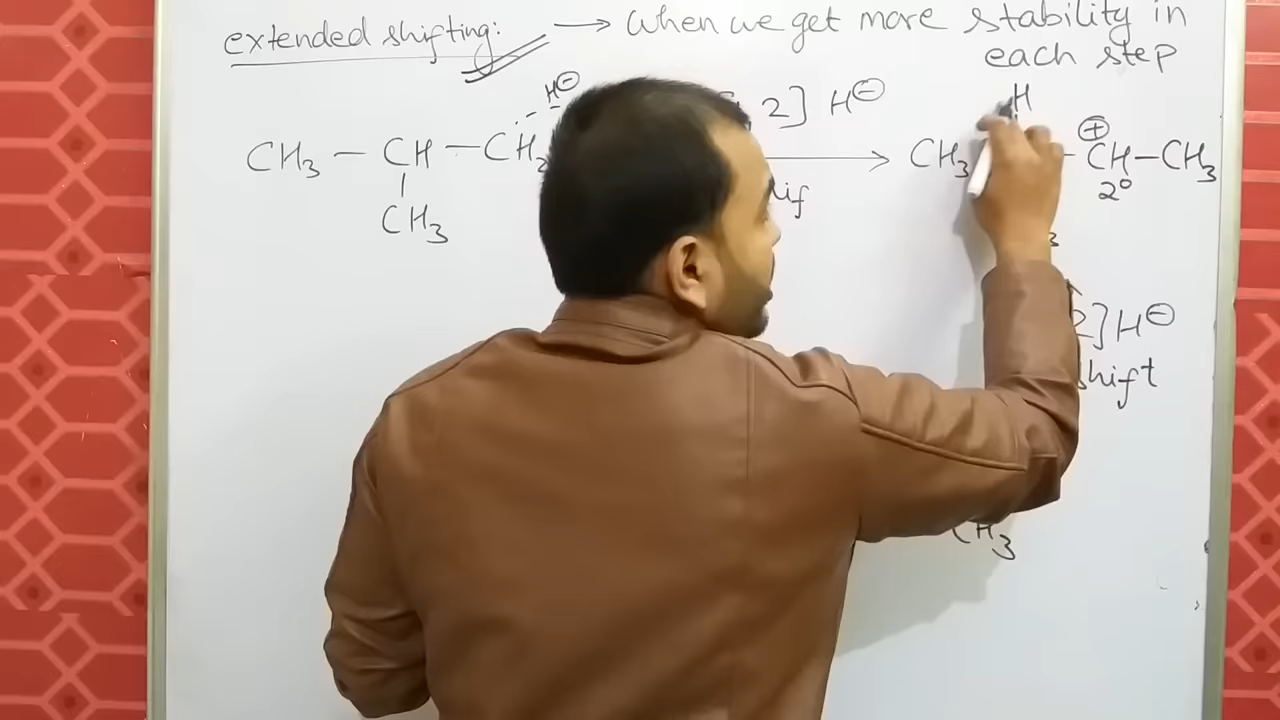 extended shifting: → When we get more stability in
each step
H⊖ 2] H⊖ H
CH3 — CH — CH2 → CH3 — ⊕CH—CH3
2°
CH3 3
2]H⊖
shift
CH3